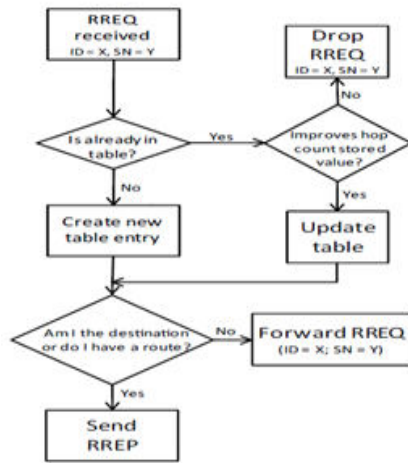 RREQ
received
ID = X, SN = Y
Drop
RREQ
ID = X, SN = Y
No
Is already in
table?
Yes
Improves hop
count stored
value?
No
Yes
Create new
table entry
Update
table
Am I the destination
or do I have a route?
No
Forward RREQ
(ID = X; SN = Y)
Yes
Send
RREP